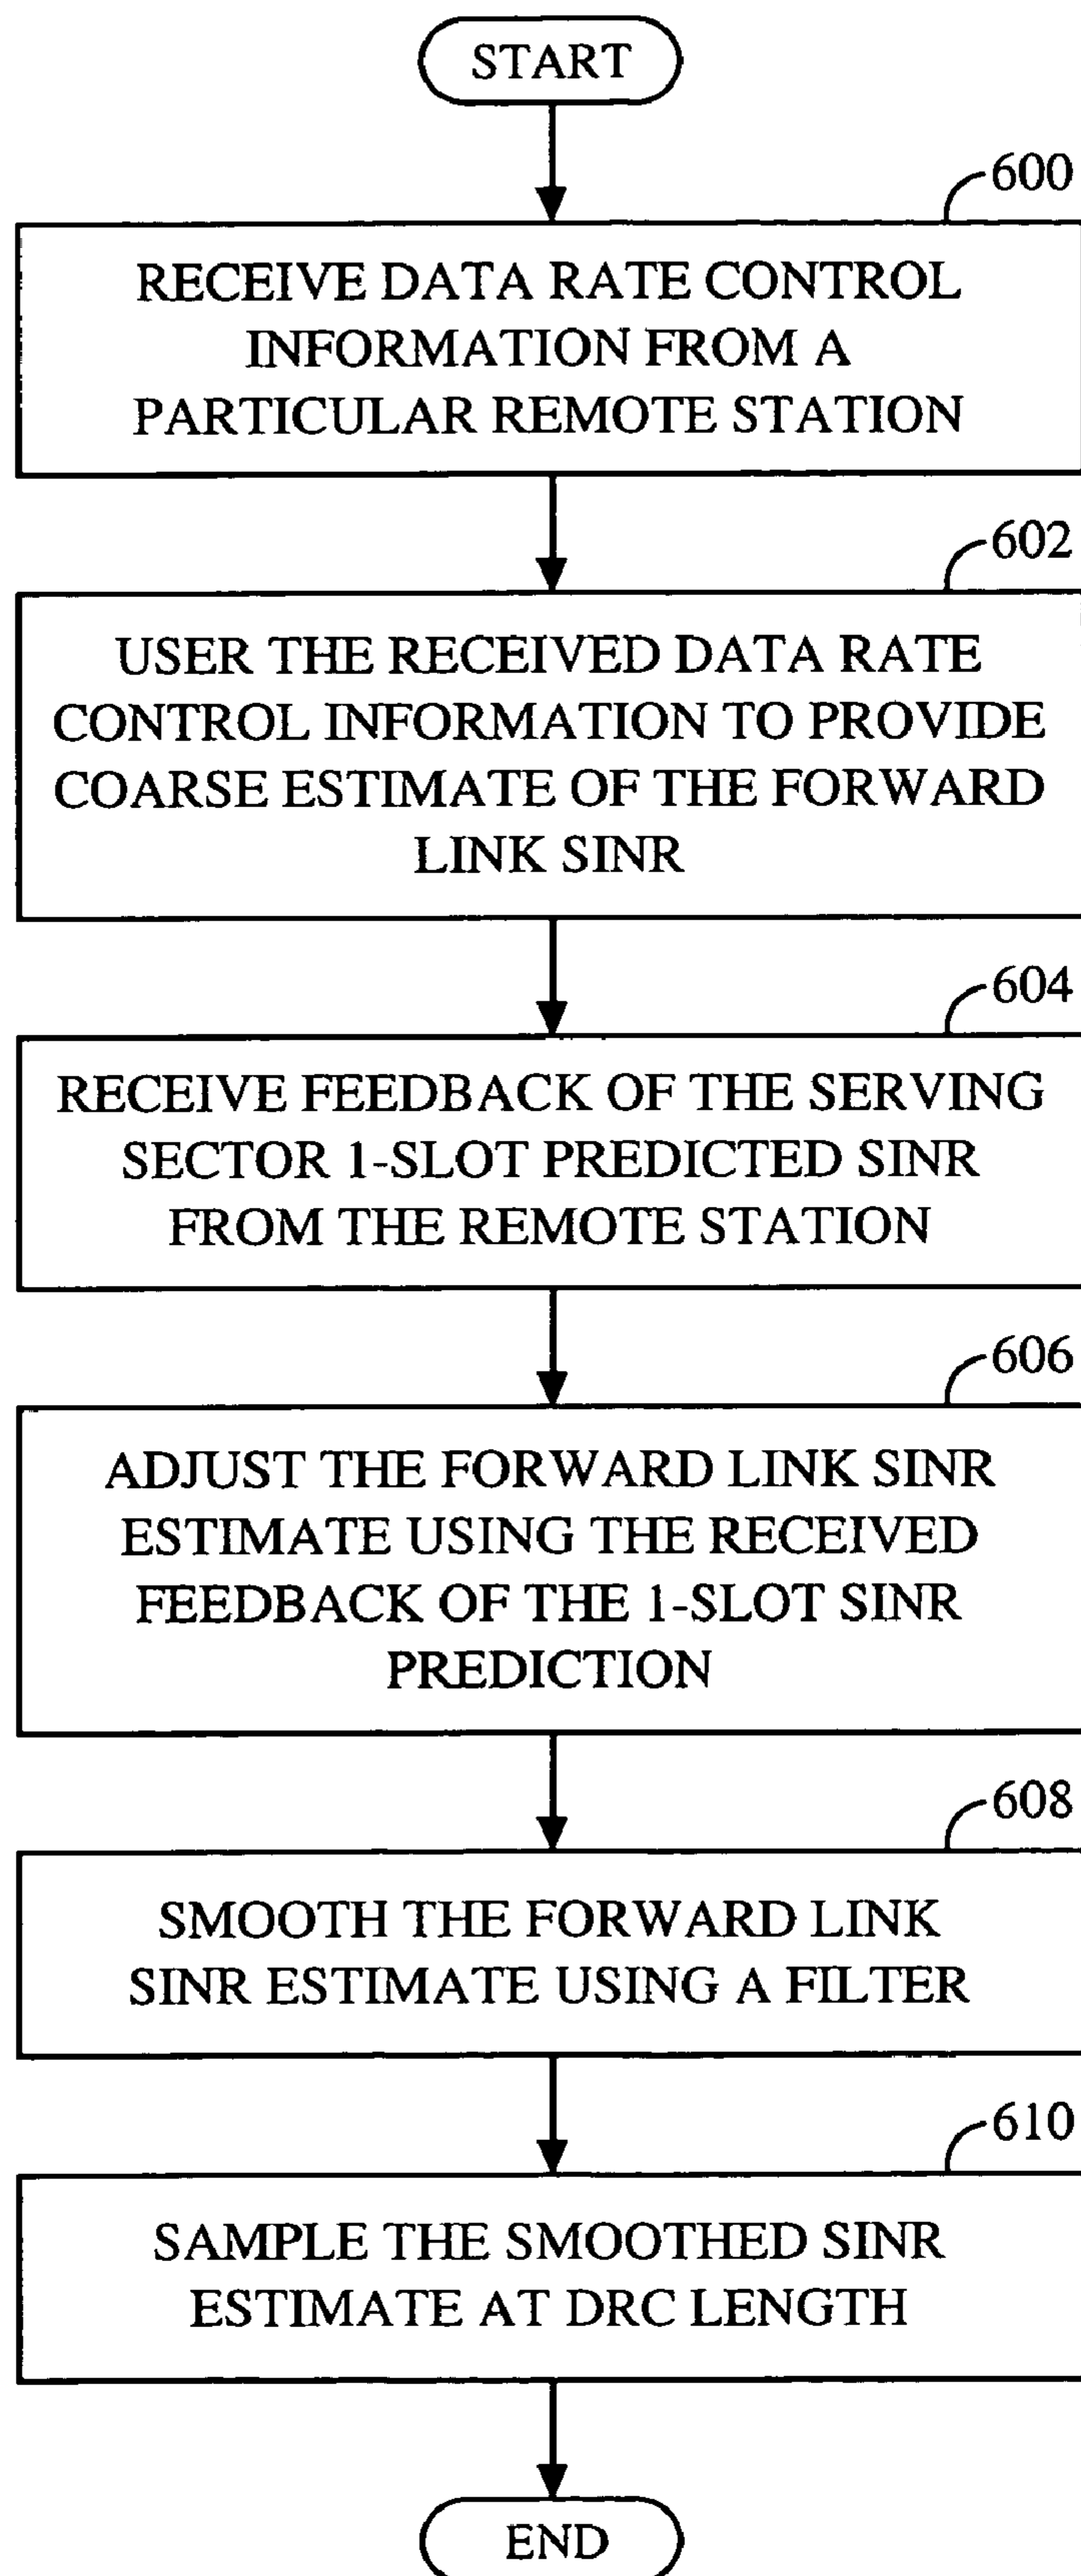 START
600
RECEIVE DATA RATE CONTROL
INFORMATION FROM A
PARTICULAR REMOTE STATION
602
USER THE RECEIVED DATA RATE
CONTROL INFORMATION TO PROVIDE
COARSE ESTIMATE OF THE FORWARD
LINK SINR
604
RECEIVE FEEDBACK OF THE SERVING
SECTOR 1-SLOT PREDICTED SINR
FROM THE REMOTE STATION
606
ADJUST THE FORWARD LINK SINR
ESTIMATE USING THE RECEIVED
FEEDBACK OF THE 1-SLOT SINR
PREDICTION
608
SMOOTH THE FORWARD LINK
SINR ESTIMATE USING A FILTER
610
SAMPLE THE SMOOTHED SINR
ESTIMATE AT DRC LENGTH
END